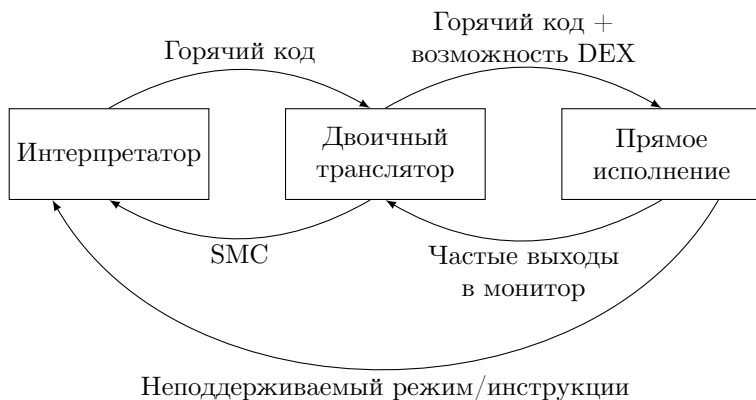 Горячий код +
возможность DEX
Горячий код
Интерпретатор
Двоичный
транслятор
Прямое
исполнение
SMC
Частые выходы
в монитор
Неподдерживаемый режим/инструкции